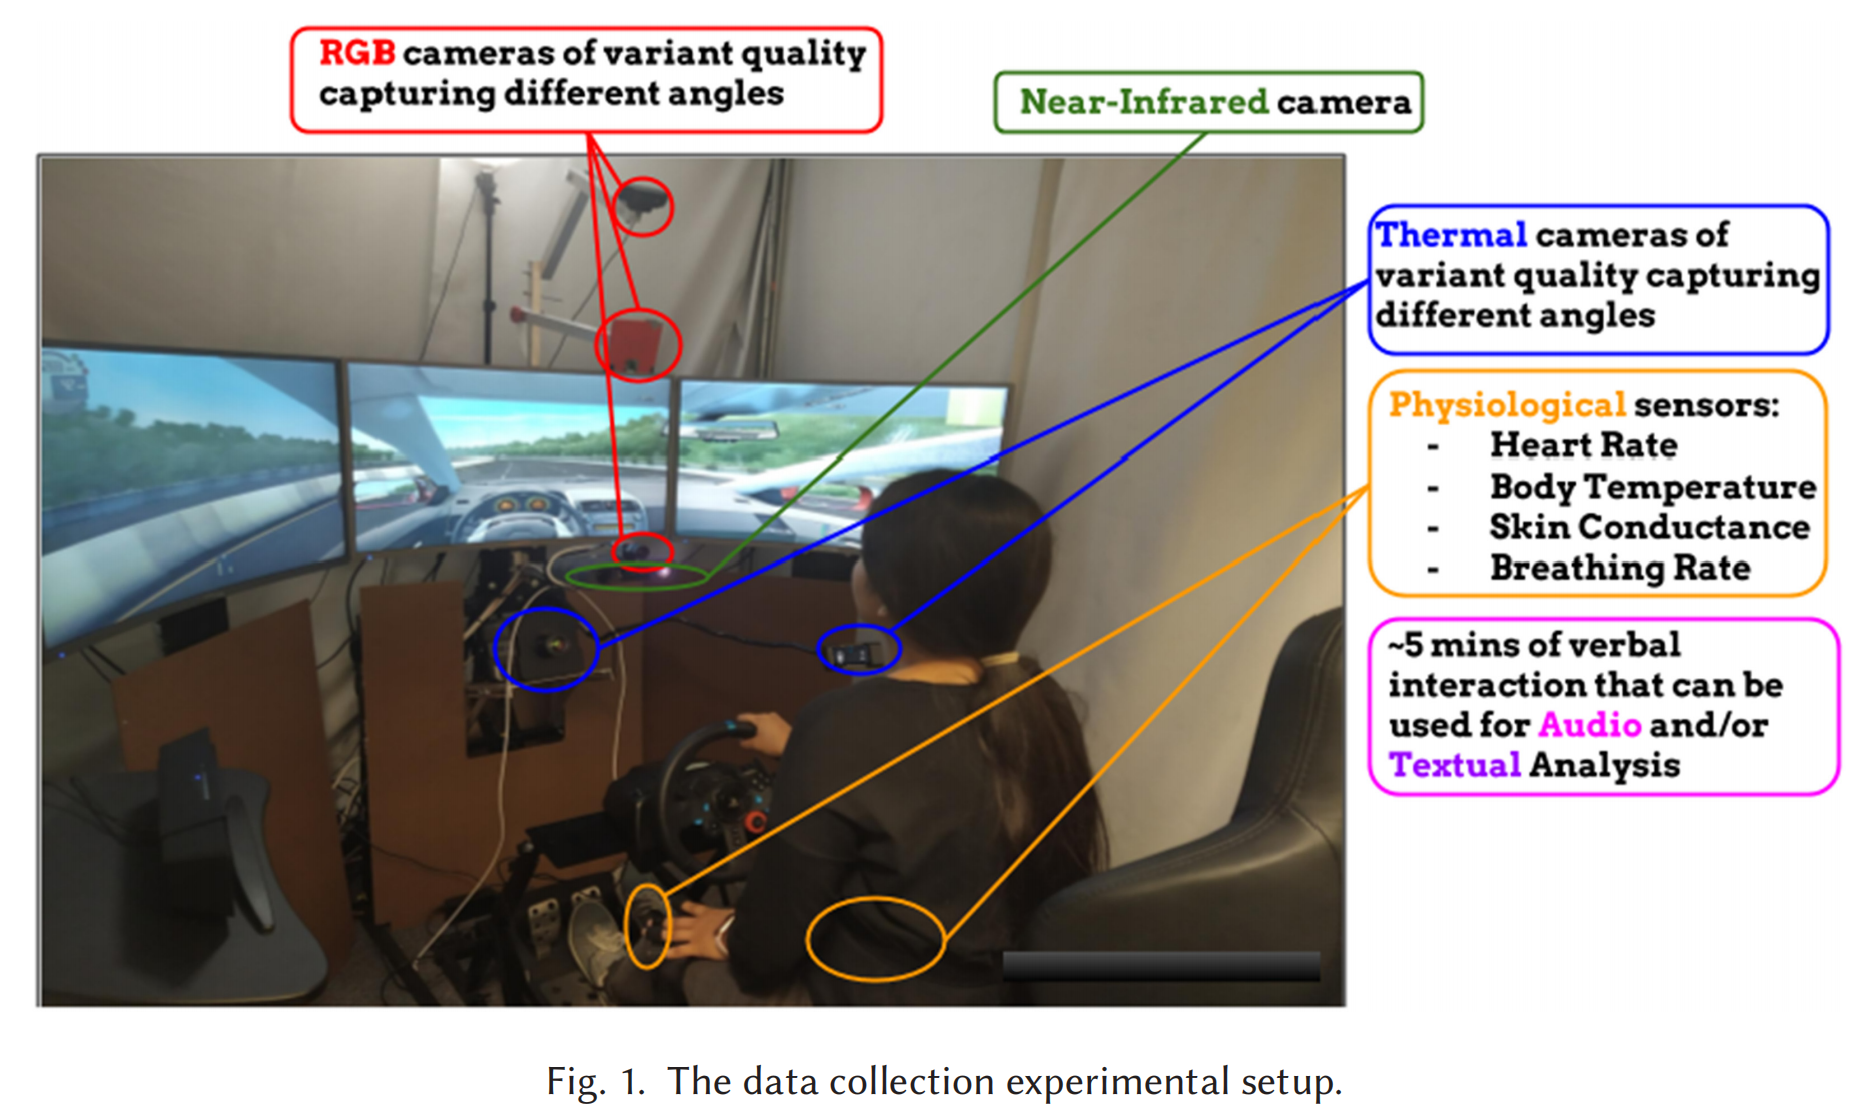 RGB cameras of variant quality
capturing different angles
Near-Infrared camera
Thermal cameras of
variant quality capturing
different angles
Physiological sensors:
- Heart Rate
- Body Temperature
- Skin Conductance
- Breathing Rate
~5 mins of verbal
interaction that can be
used for Audio and/or
Textual Analysis
Fig. 1. The data collection experimental setup.